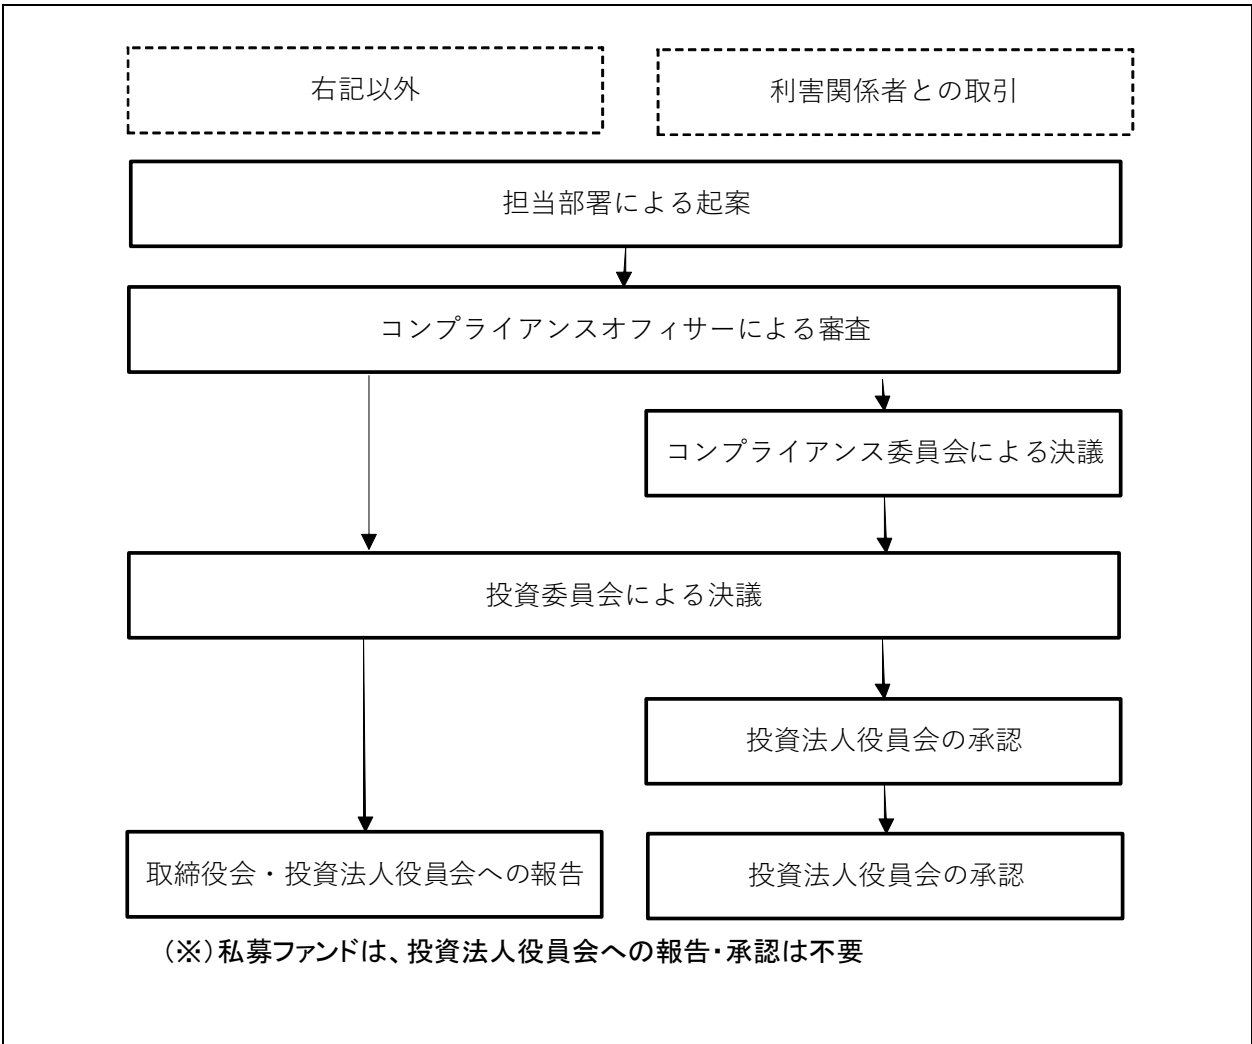 右記以外
利害関係者との取引
担当部署による起案
コンプライアンスオフィサーによる審査
コンプライアンス委員会による決議
投資委員会による決議
投資法人役員会の承認
取締役会・投資法人役員会への報告
投資法人役員会の承認
(※)私募ファンドは、投資法人役員会への報告・承認は不要